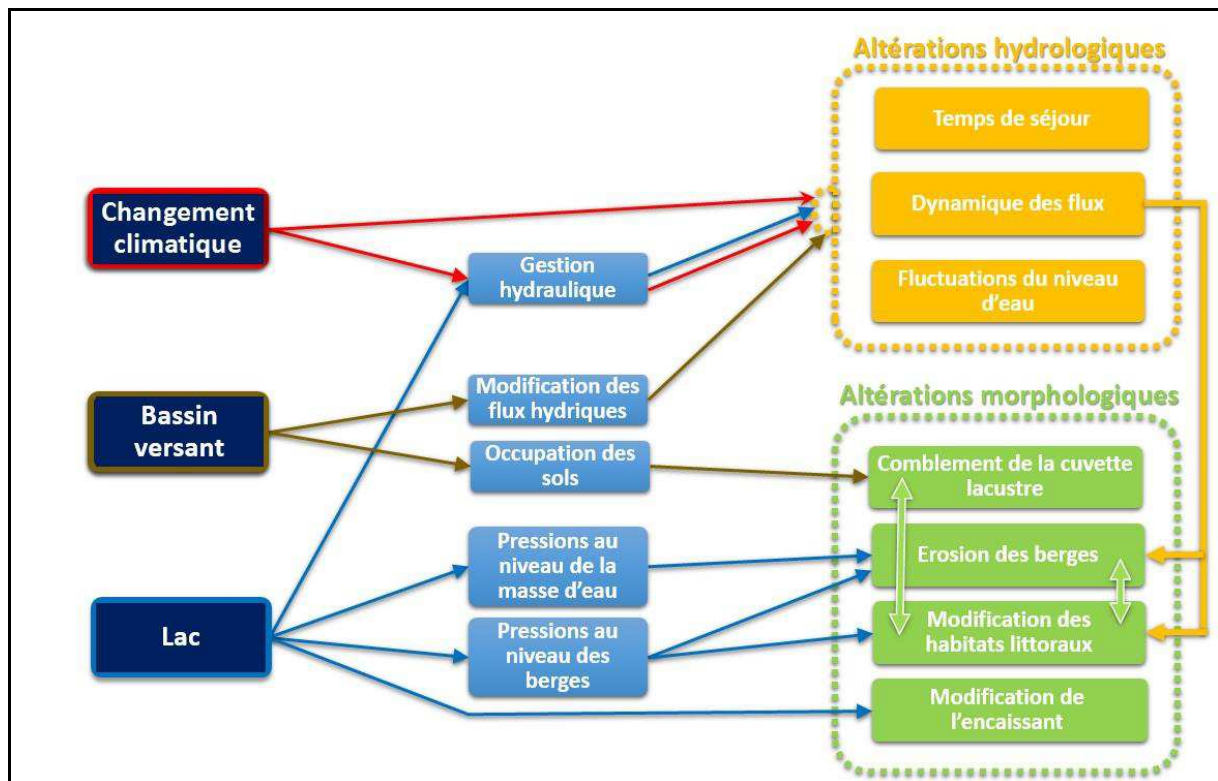 Altérations hydrologiques
Temps de séjour
Dynamique des flux
Fluctuations du niveau
d'eau
Changement
climatique
Gestion
hydraulique
Bassin
versant
Modification des
flux hydriques
Occupation des
sols
Lac
Pressions au
niveau de la
masse d'eau
Pressions au
niveau des
berges
Altérations morphologiques
Comblement de la cuvette
lacustre
Erosion des berges
Modification des
habitats littoraux
Modification de
l'encaissant